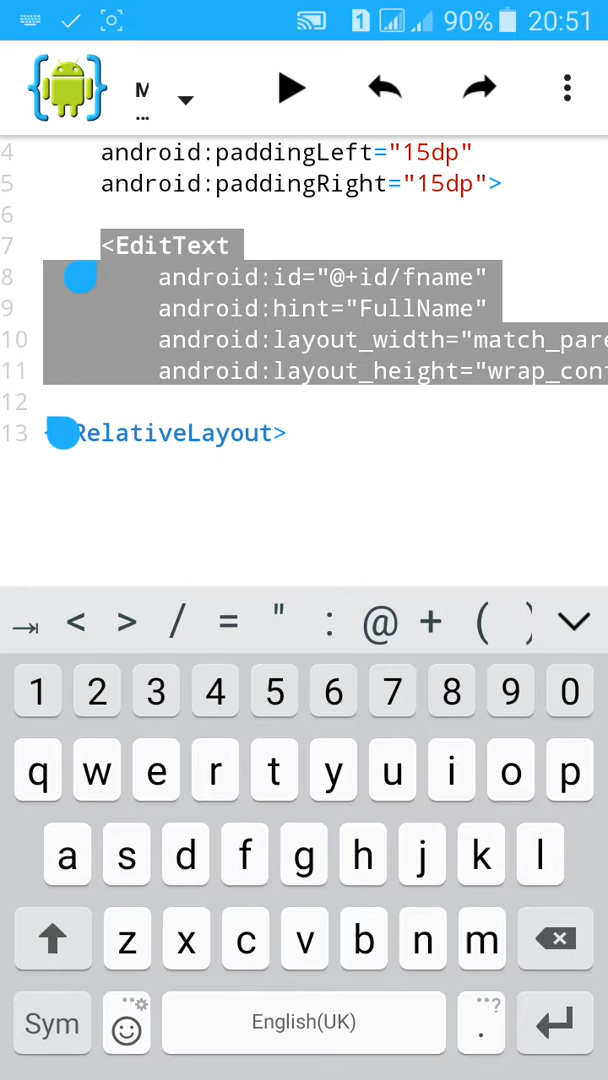 1 90% 20:51
M
...
4 android:paddingLeft="15dp"
5 android:paddingRight="15dp">
6
7 <EditText
8 android:id="@+id/fname"
9 android:hint="FullName"
10 android:layout_width="match_pare
11 android:layout_height="wrap_cont
12
13 RelativeLayout>
< > / = " : @ + ( )
1 2 3 4 5 6 7 8 9 0
q w e r t y u i o p
a s d f g h j k l
z x c v b n m
Sym English(UK) . ?